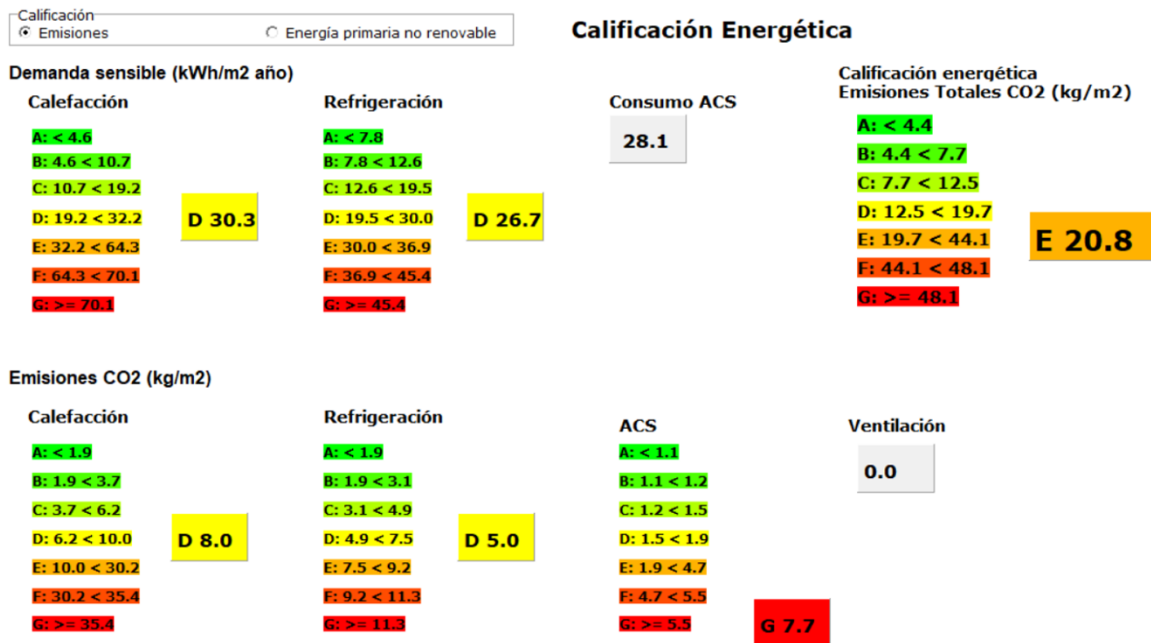 Calificación
Emisiones
Energía primaria no renovable
Calificación Energética
Demanda sensible (kWh/m2 año)
Calefacción
A: < 4.6
B: 4.6 < 10.7
C: 10.7 < 19.2
D: 19.2 < 32.2
E: 32.2 < 64.3
F: 64.3 < 70.1
G: >= 70.1
D 30.3
Refrigeración
A: < 7.8
B: 7.8 < 12.6
C: 12.6 < 19.5
D: 19.5 < 30.0
E: 30.0 < 36.9
F: 36.9 < 45.4
G: >= 45.4
D 26.7
Consumo ACS
28.1
Calificación energética
Emisiones Totales CO2 (kg/m2)
A: < 4.4
B: 4.4 < 7.7
C: 7.7 < 12.5
D: 12.5 < 19.7
E: 19.7 < 44.1
F: 44.1 < 48.1
G: >= 48.1
E 20.8
Emisiones CO2 (kg/m2)
Calefacción
A: < 1.9
B: 1.9 < 3.7
C: 3.7 < 6.2
D: 6.2 < 10.0
E: 10.0 < 30.2
F: 30.2 < 35.4
G: >= 35.4
D 8.0
Refrigeración
A: < 1.9
B: 1.9 < 3.1
C: 3.1 < 4.9
D: 4.9 < 7.5
E: 7.5 < 9.2
F: 9.2 < 11.3
G: >= 11.3
D 5.0
ACS
A: < 1.1
B: 1.1 < 1.2
C: 1.2 < 1.5
D: 1.5 < 1.9
E: 1.9 < 4.7
F: 4.7 < 5.5
G: >= 5.5
G 7.7
Ventilación
0.0